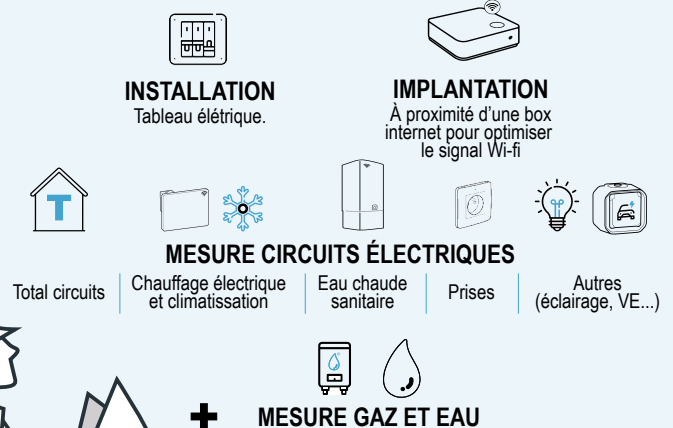 INSTALLATION
Tableau élétrique.
IMPLANTATION
À proximité d'une box
internet pour optimiser
le signal Wi-fi
T
MESURE CIRCUITS ÉLECTRIQUES
Total circuits
Chauffage électrique
et climatissation
Eau chaude
sanitaire
Prises
Autres
(éclairage, VE...)
+
MESURE GAZ ET EAU